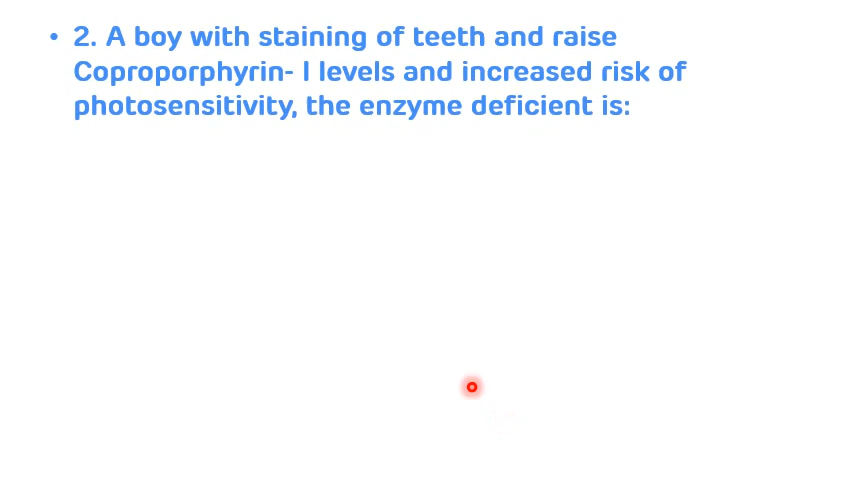 • 2. A boy with staining of teeth and raise
Coproporphyrin- I levels and increased risk of
photosensitivity, the enzyme deficient is: